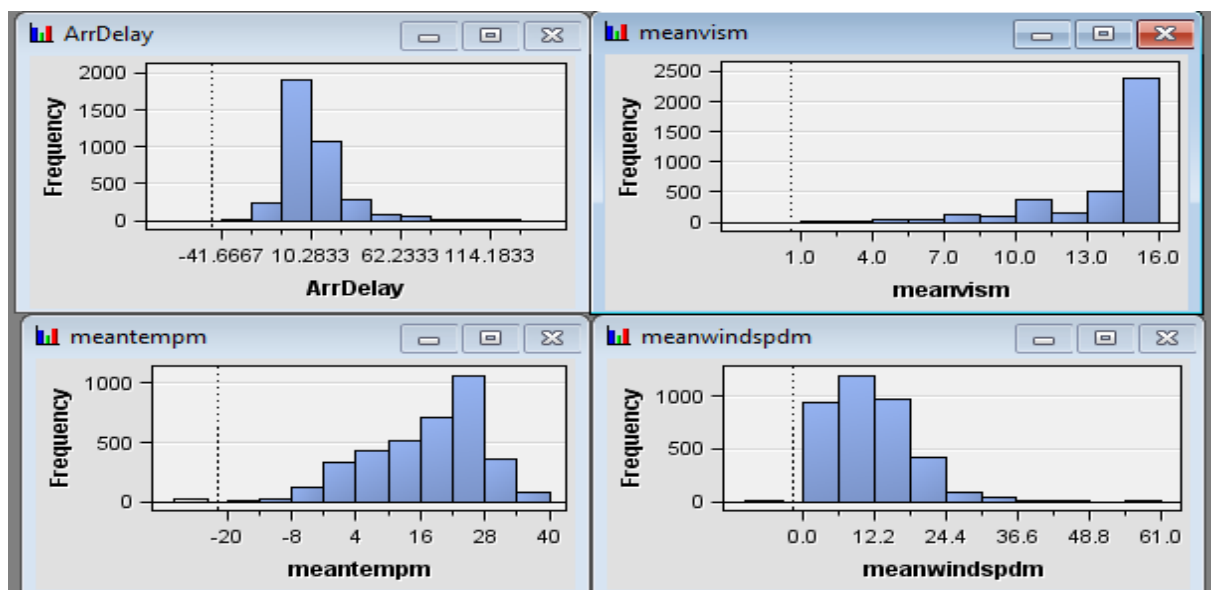 ArrDelay
2000
1500
1000
500
0
Frequency
-41.6667 10.2833 62.2333 114.1833
ArrDelay
meanvism
2500
2000
1500
1000
500
0
Frequency
1.0 4.0 7.0 10.0 13.0 16.0
meanvism
meantempm
1000
500
0
Frequency
-20 -8 4 16 28 40
meantempm
meanwindspdm
1000
500
0
Frequency
0.0 12.2 24.4 36.6 48.8 61.0
meanwindspdm